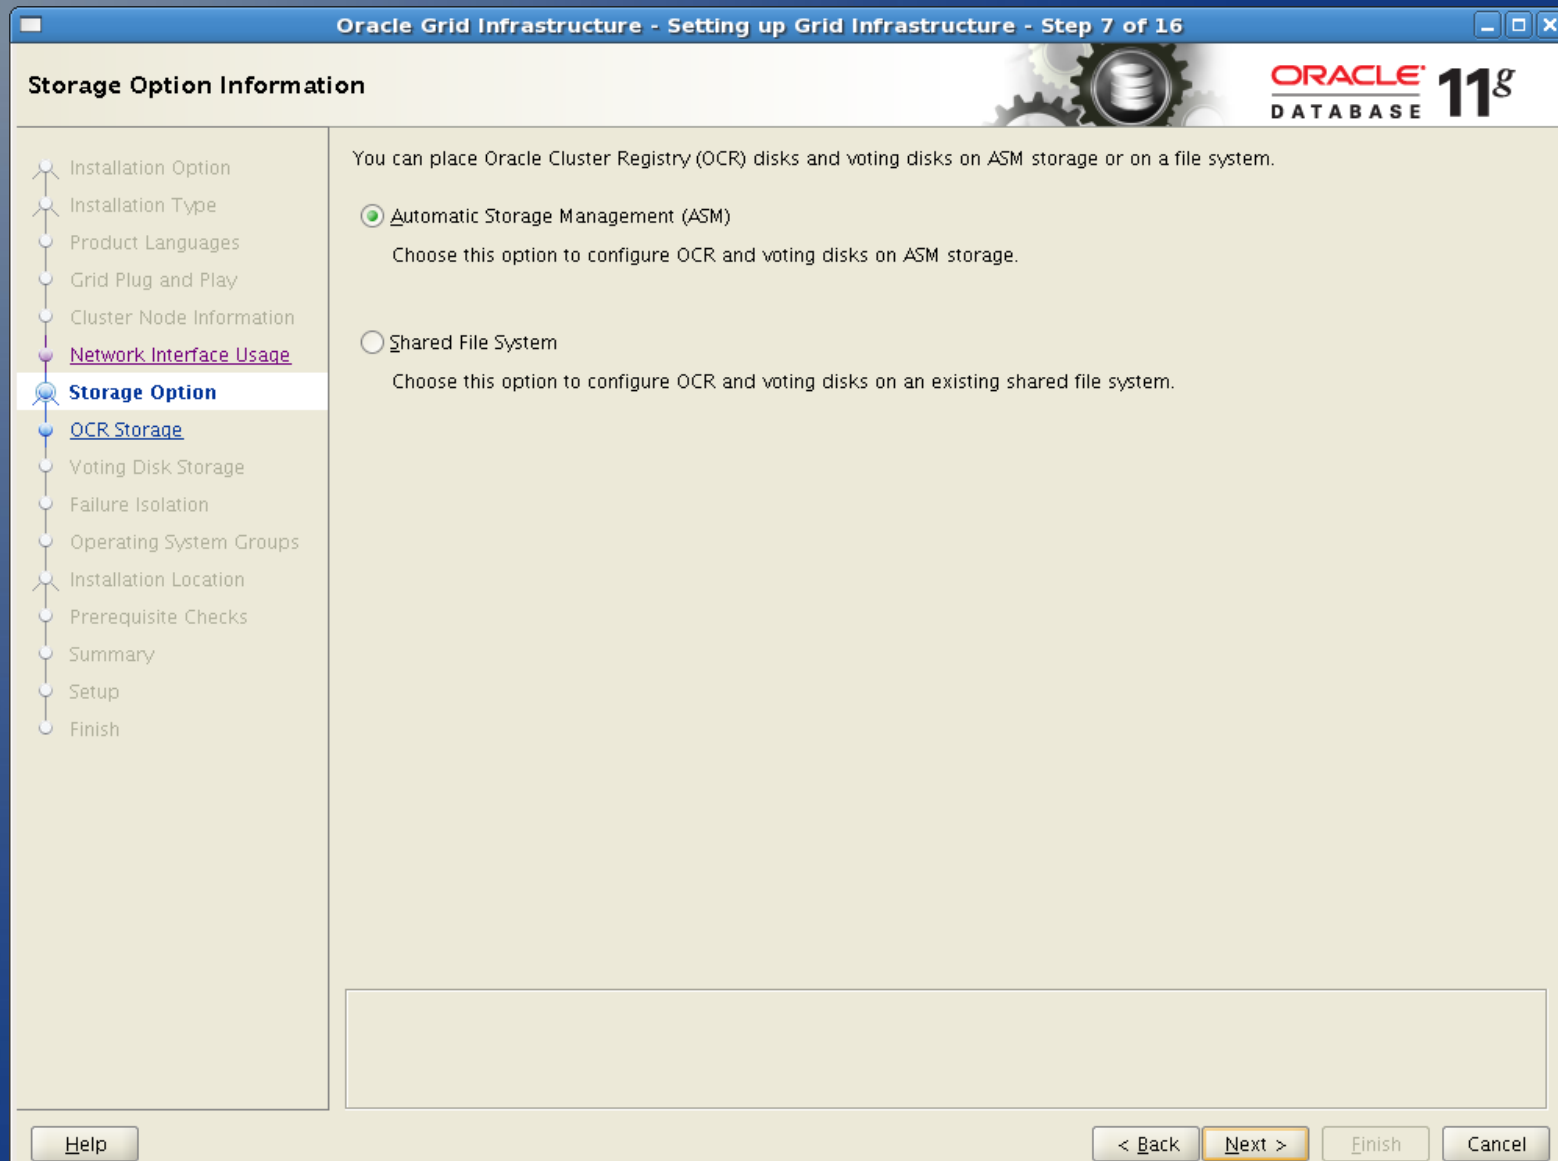 Oracle Grid Infrastructure - Setting up Grid Infrastructure - Step 7 of 16
Storage Option Information
ORACLE
DATABASE
11g
Installation Option
Installation Type
Product Languages
Grid Plug and Play
Cluster Node Information
Network Interface Usage
Storage Option
OCR Storage
Voting Disk Storage
Failure Isolation
Operating System Groups
Installation Location
Prerequisite Checks
Summary
Setup
Finish
You can place Oracle Cluster Registry (OCR) disks and voting disks on ASM storage or on a file system.
Automatic Storage Management (ASM)
Choose this option to configure OCR and voting disks on ASM storage.
Shared File System
Choose this option to configure OCR and voting disks on an existing shared file system.
Help
< Back
Next >
Finish
Cancel